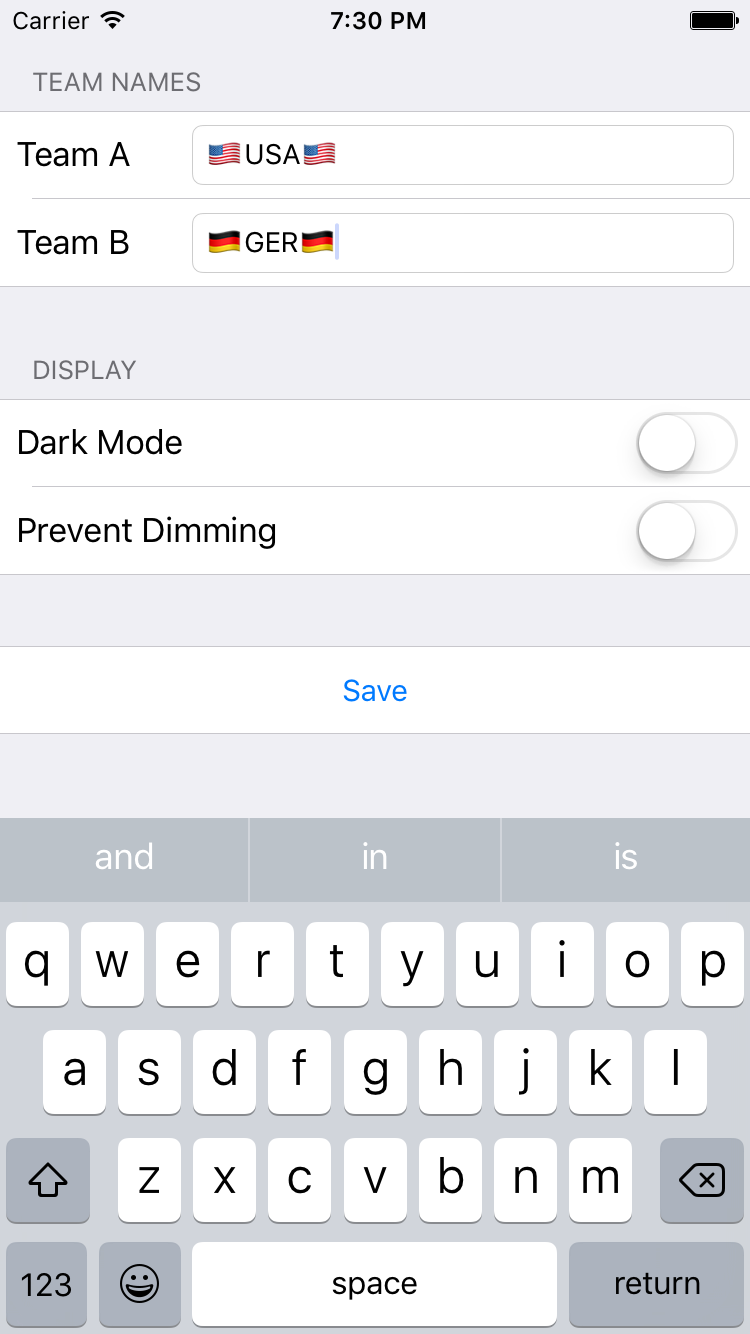 Carrier 7:30 PM
TEAM NAMES
Team A 🇺🇸USA🇺🇸
Team B 🇩🇪GER🇩🇪
DISPLAY
Dark Mode
Prevent Dimming
Save
and in is
q w e r t y u i o p
a s d f g h j k l
z x c v b n m
123 space return